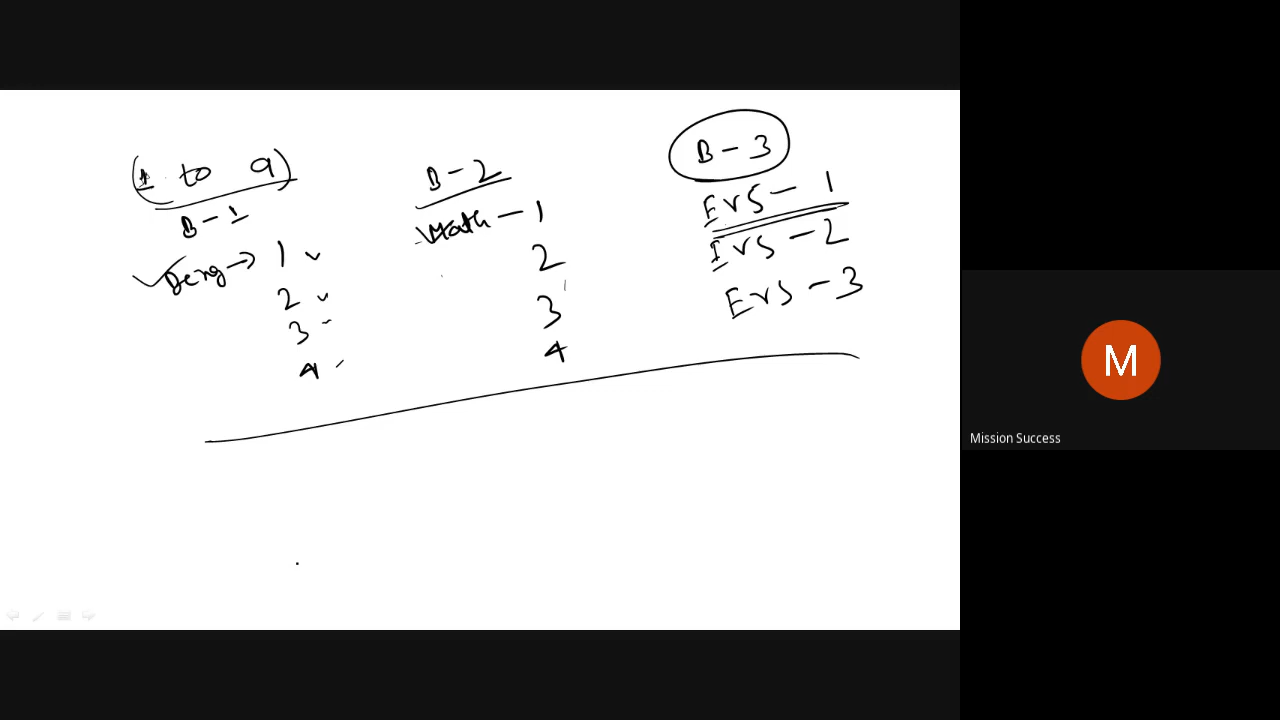 (1 to 9)
B-1
Beng → 1
2
3
4
B-2
Math - 1
2
3
4
B-3
EVS - 1
EVS - 2
EVS - 3
M
Mission Success